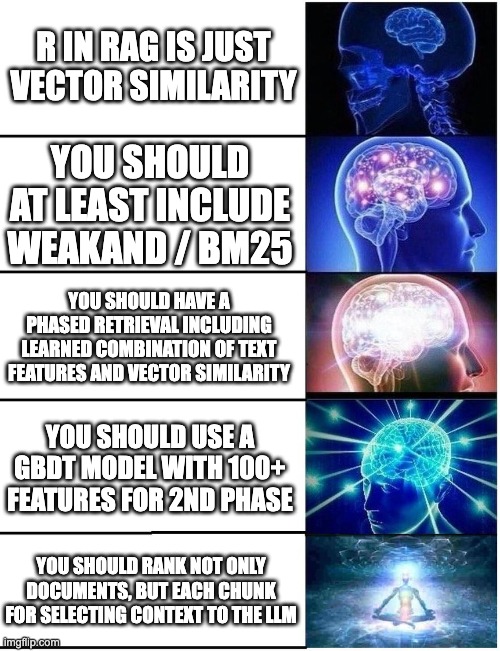 R IN RAG IS JUST
VECTOR SIMILARITY
YOU SHOULD
AT LEAST INCLUDE
WEAKAND / BM25
YOU SHOULD HAVE A
PHASED RETRIEVAL INCLUDING
LEARNED COMBINATION OF TEXT
FEATURES AND VECTOR SIMILARITY
YOU SHOULD USE A
GBDT MODEL WITH 100+
FEATURES FOR 2ND PHASE
YOU SHOULD RANK NOT ONLY
DOCUMENTS, BUT EACH CHUNK
FOR SELECTING CONTEXT TO THE LLM
imgflip.com